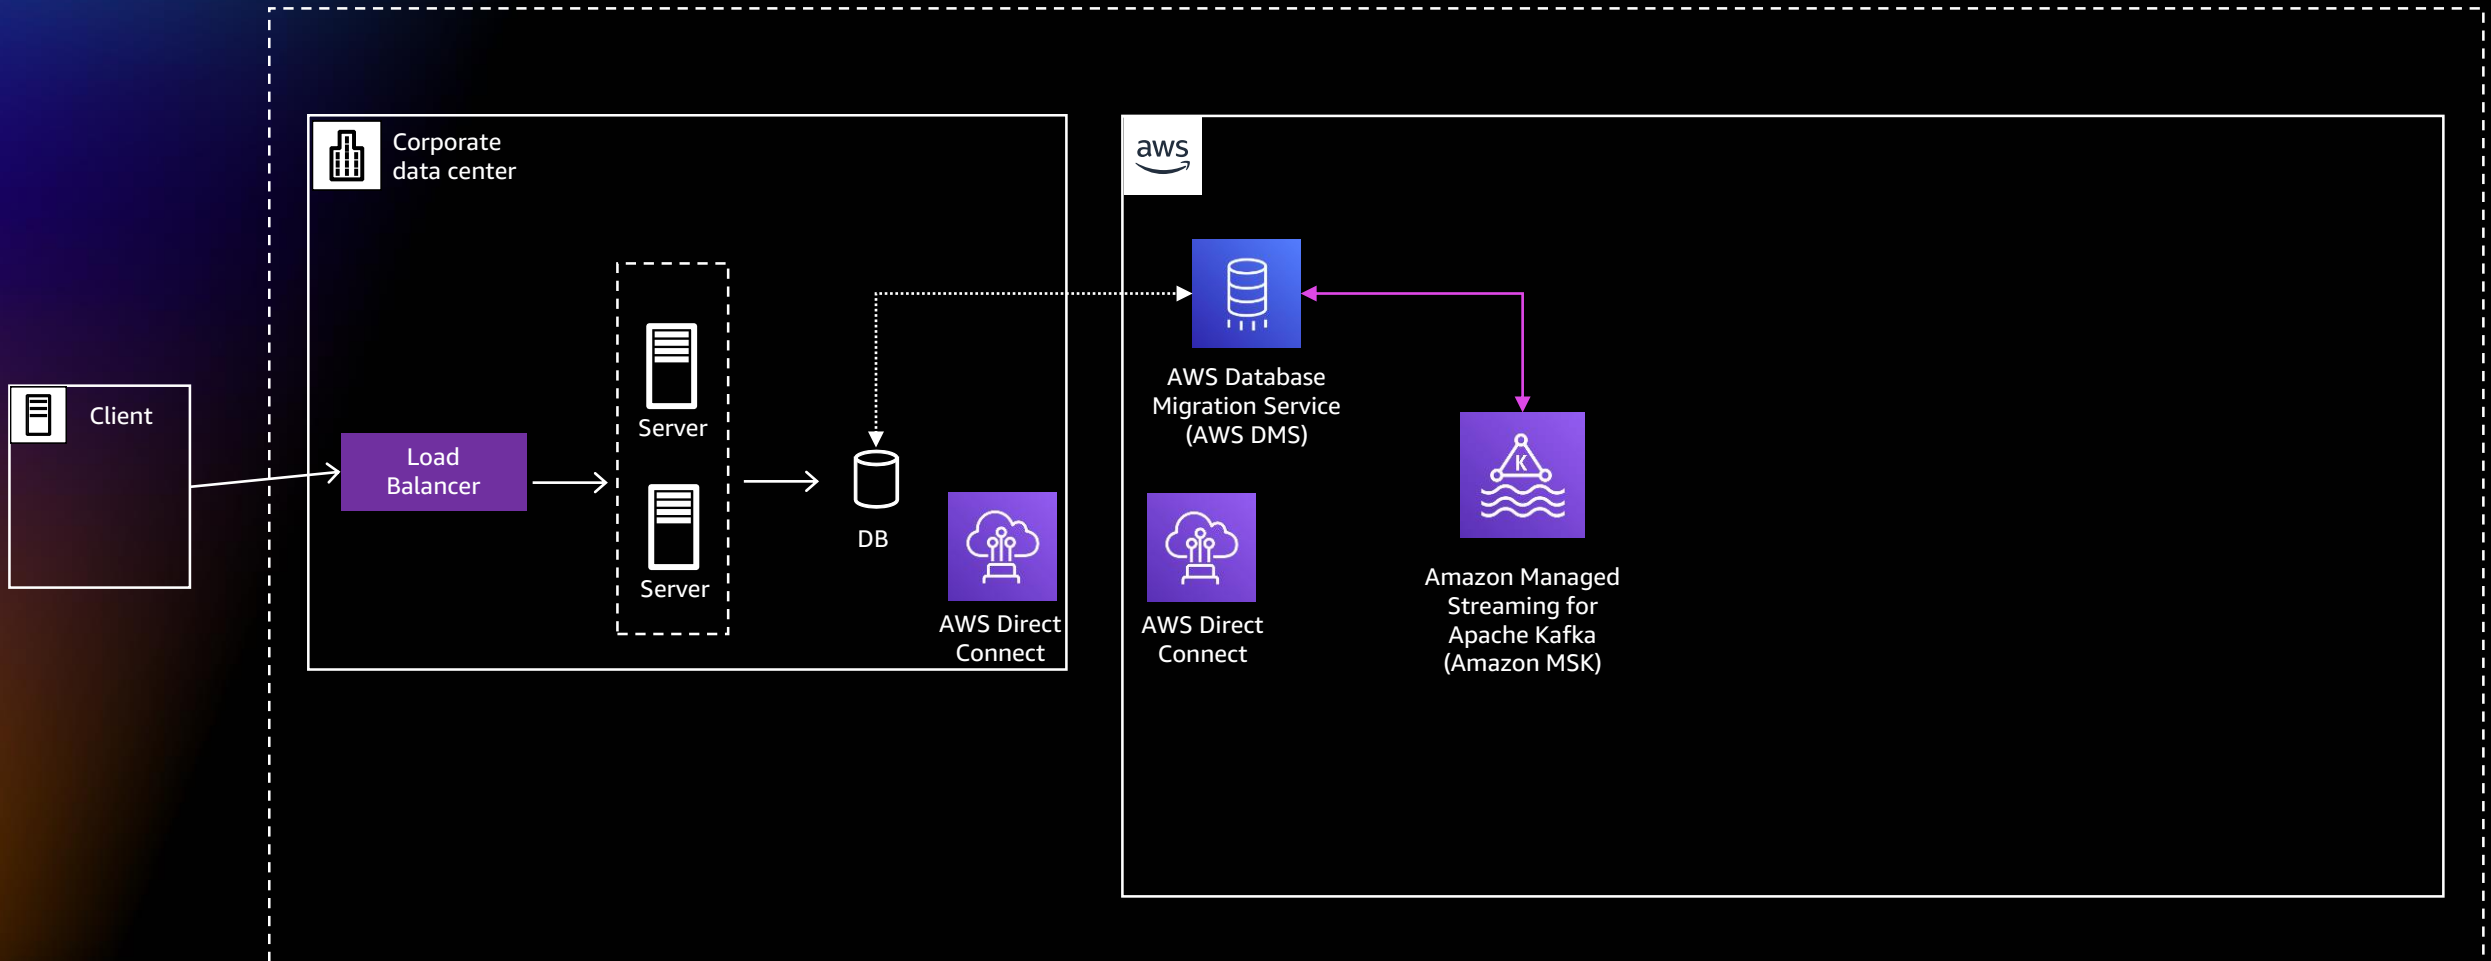 Corporate
data center
aws
Client
Load
Balancer
Server
Server
DB
AWS Direct
Connect
AWS Database
Migration Service
(AWS DMS)
AWS Direct
Connect
K
Amazon Managed
Streaming for
Apache Kafka
(Amazon MSK)